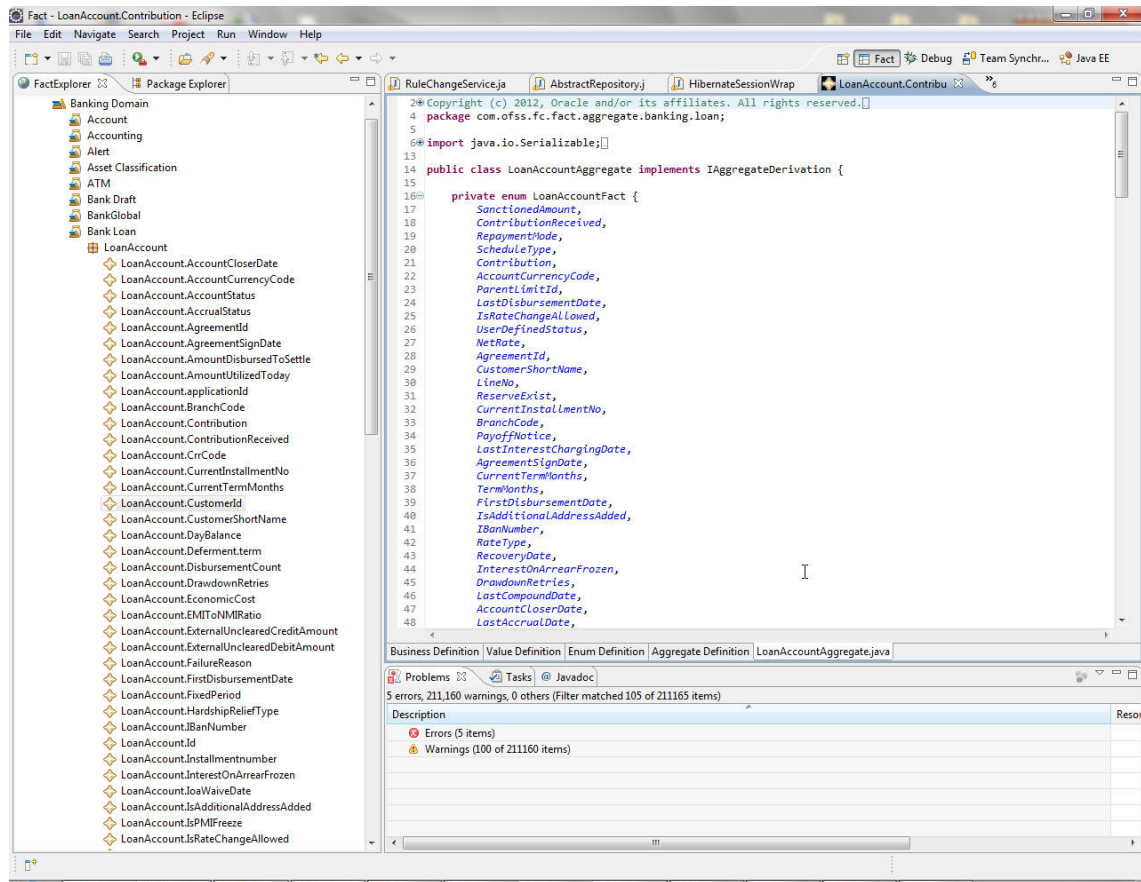 Fact - LoanAccount.Contribution - Eclipse
File Edit Navigate Search Project Run Window Help
Fact Debug Team Synchr... Java EE
FactExplorer Package Explorer
Banking Domain
Account
Accounting
Alert
Asset Classification
ATM
Bank Draft
BankGlobal
Bank Loan
LoanAccount
LoanAccount.AccountCloserDate
LoanAccount.AccountCurrencyCode
LoanAccount.AccountStatus
LoanAccount.AccrualStatus
LoanAccount.AgreementId
LoanAccount.AgreementSignDate
LoanAccount.AmountDisbursedToSettle
LoanAccount.AmountUtilizedToday
LoanAccount.applicationId
LoanAccount.BranchCode
LoanAccount.Contribution
LoanAccount.ContributionReceived
LoanAccount.CrrCode
LoanAccount.CurrentInstallmentNo
LoanAccount.CurrentTermMonths
LoanAccount.CustomerId
LoanAccount.CustomerShortName
LoanAccount.DayBalance
LoanAccount.Deferment.term
LoanAccount.DisbursementCount
LoanAccount.DrawdownRetries
LoanAccount.EconomicCost
LoanAccount.EMIToNMIRatio
LoanAccount.ExternalUnclearedCreditAmount
LoanAccount.ExternalUnclearedDebitAmount
LoanAccount.FailureReason
LoanAccount.FirstDisbursementDate
LoanAccount.FixedPeriod
LoanAccount.HardshipReliefType
LoanAccount.IBanNumber
LoanAccount.Id
LoanAccount.Installmentnumber
LoanAccount.InterestOnArrearFrozen
LoanAccount.IoaWaiveDate
LoanAccount.IsAdditionalAddressAdded
LoanAccount.IsPMIFreeze
LoanAccount.IsRateChangeAllowed
RuleChangeService.ja AbstractRepository.j HibernateSessionWrap LoanAccount.Contribu »6
2 Copyright (c) 2012, Oracle and/or its affiliates. All rights reserved.
4 package com.ofss.fc.fact.aggregate.banking.loan;
5
6 import java.io.Serializable;
13
14 public class LoanAccountAggregate implements IAggregateDerivation {
15
16 private enum LoanAccountFact {
17 SanctionedAmount,
18 ContributionReceived,
19 RepaymentMode,
20 ScheduleType,
21 Contribution,
22 AccountCurrencyCode,
23 ParentLimitId,
24 LastDisbursementDate,
25 IsRateChangeAllowed,
26 UserDefinedStatus,
27 NetRate,
28 AgreementId,
29 CustomerShortName,
30 LineNo,
31 ReserveExist,
32 CurrentInstallmentNo,
33 BranchCode,
34 PayoffNotice,
35 LastInterestChargingDate,
36 AgreementSignDate,
37 CurrentTermMonths,
38 TermMonths,
39 FirstDisbursementDate,
40 IsAdditionalAddressAdded,
41 IBanNumber,
42 RateType,
43 RecoveryDate,
44 InterestOnArrearFrozen,
45 DrawdownRetries,
46 LastCompoundDate,
47 AccountCloserDate,
48 LastAccrualDate,
Business Definition Value Definition Enum Definition Aggregate Definition LoanAccountAggregate.java
Problems Tasks @ Javadoc
5 errors, 211,160 warnings, 0 others (Filter matched 105 of 211165 items)
Description Resou
Errors (5 items)
Warnings (100 of 211160 items)